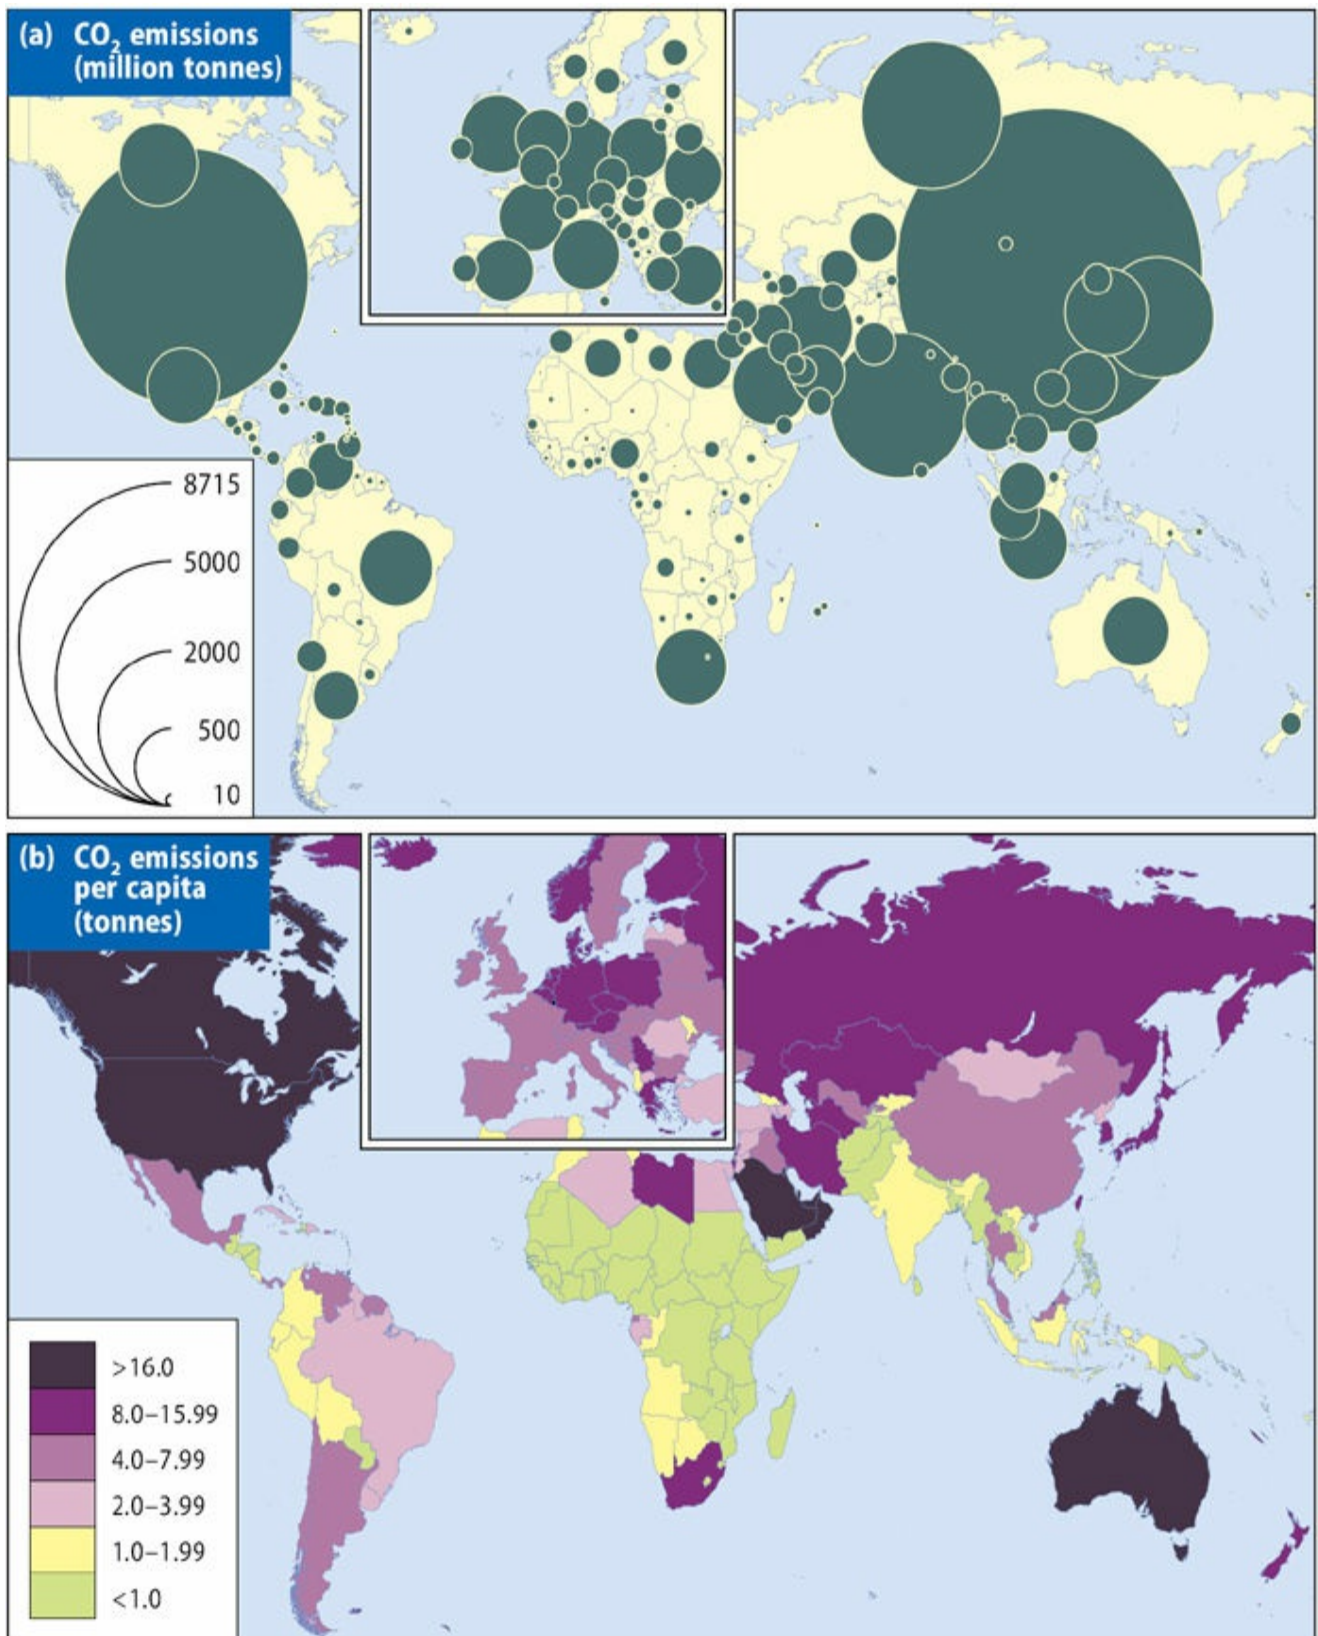 (a) CO₂ emissions
(million tonnes)
8715
5000
2000
500
10
(b) CO₂ emissions
per capita
(tonnes)
>16.0
8.0–15.99
4.0–7.99
2.0–3.99
1.0–1.99
<1.0